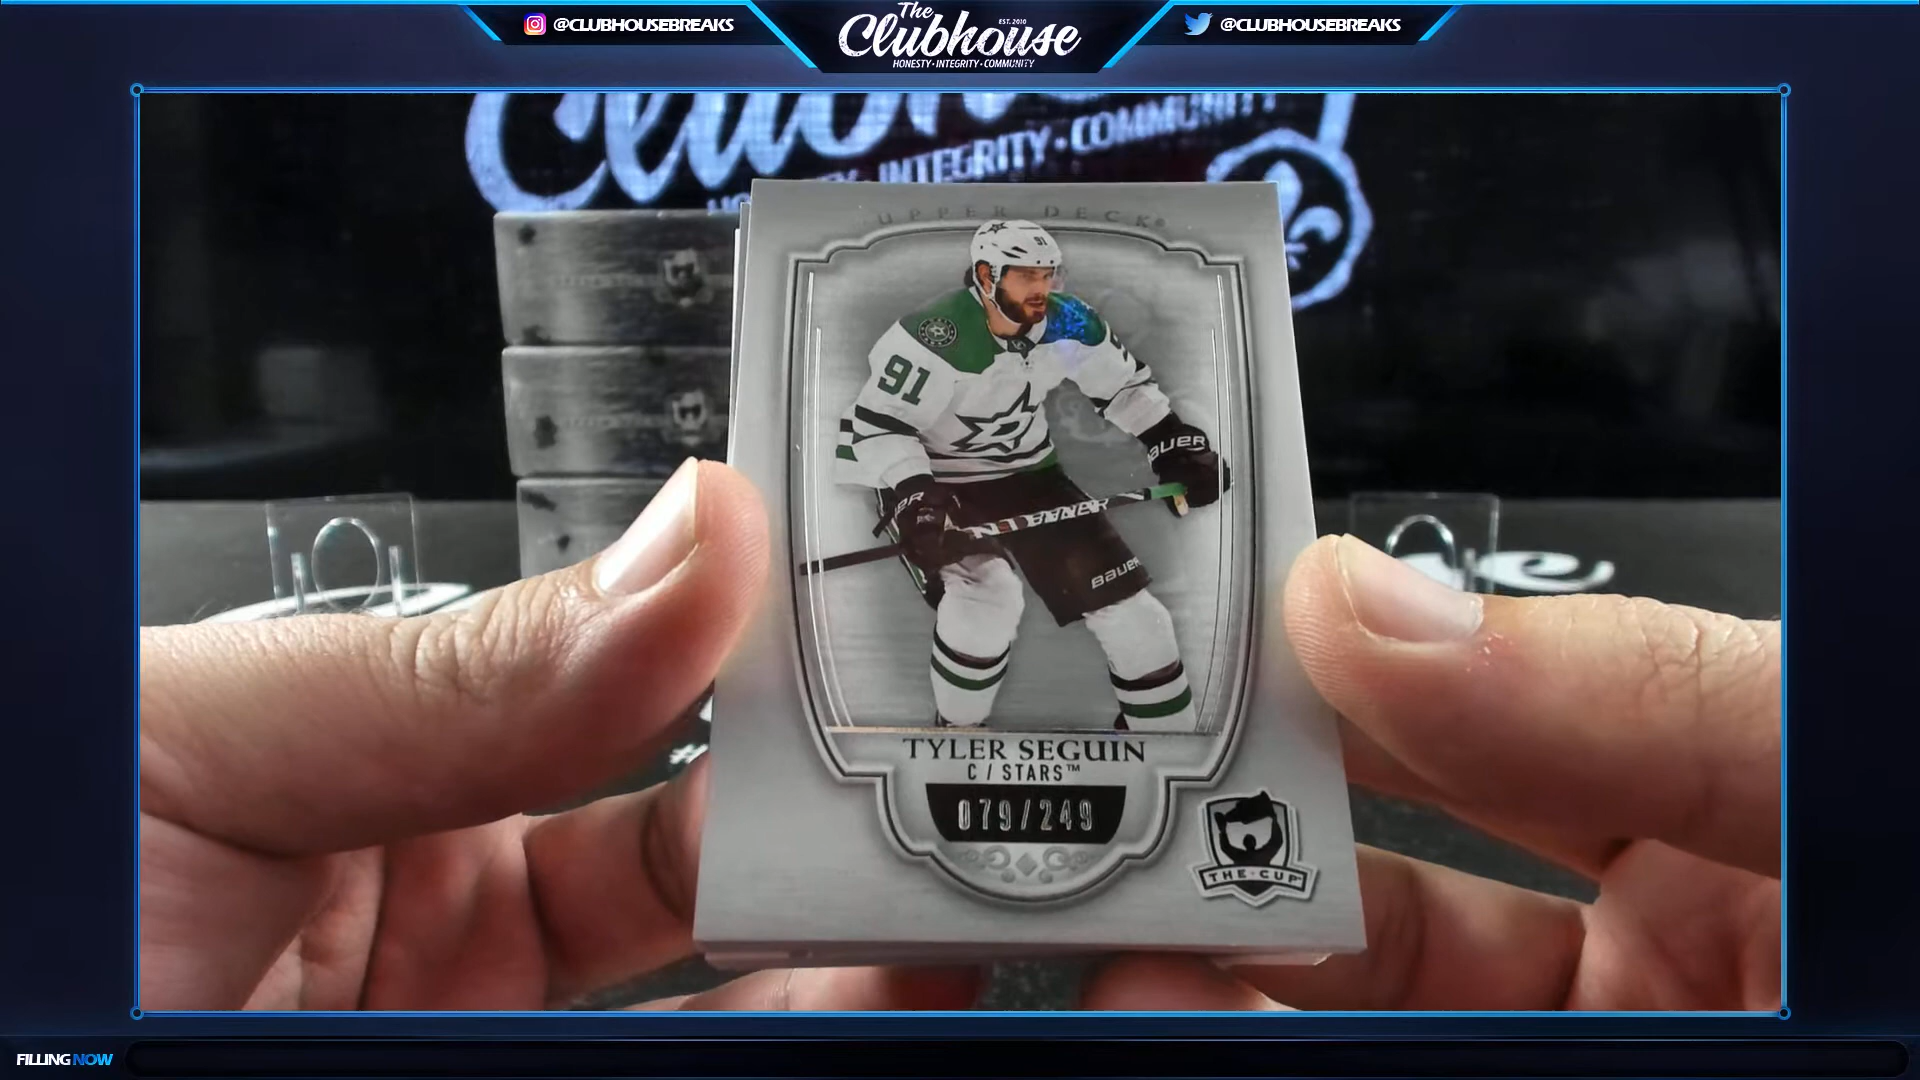 @CLUBHOUSEBREAKS
The
EST. 2010
Clubhouse
HONESTY • INTEGRITY • COMMUNITY
@CLUBHOUSEBREAKS
INTEGRITY • COMMUNITY
UPPER DECK®
91
91
BAUER
BAUER
TYLER SEGUIN
C / STARS™
079/249
THE • CUP
FILLING NOW